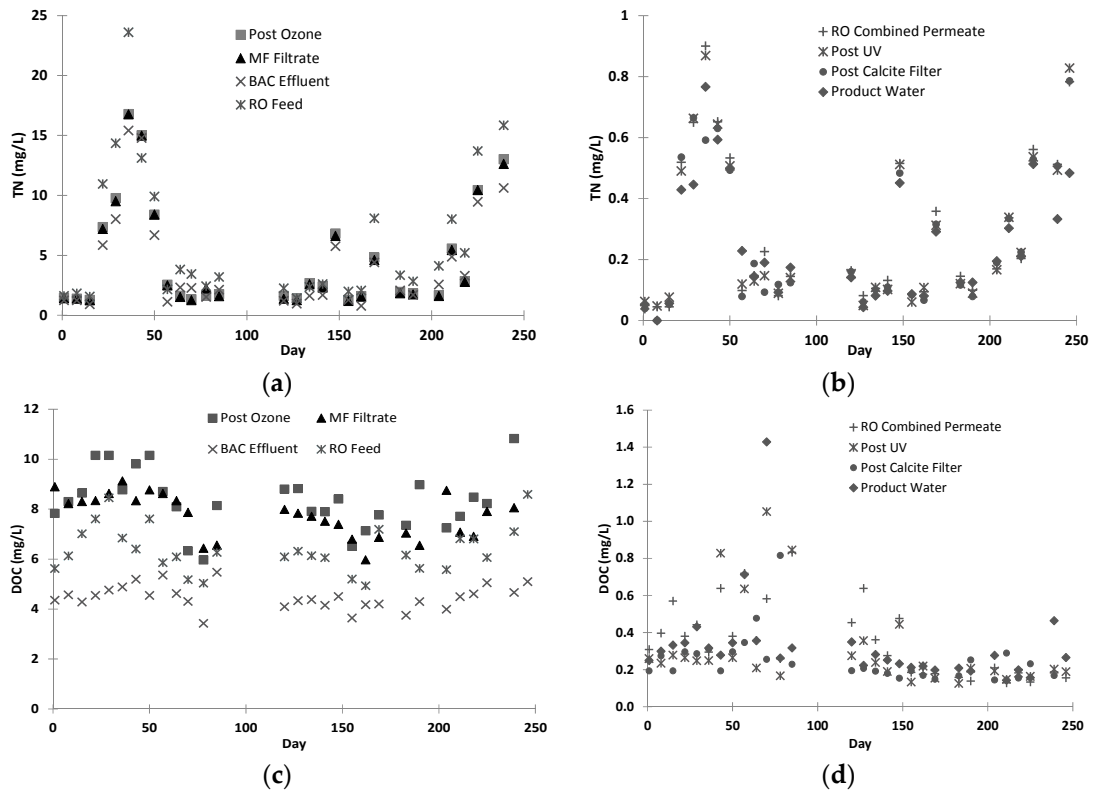 25
20
15
10
5
0
TN (mg/L)
Post Ozone
MF Filtrate
BAC Effluent
RO Feed
0 50 100 150 200 250
Day
(a)
1
0.8
0.6
0.4
0.2
0
TN (mg/L)
RO Combined Permeate
Post UV
Post Calcite Filter
Product Water
0 50 100 150 200 250
Day
(b)
12
10
8
6
4
2
0
DOC (mg/L)
Post Ozone MF Filtrate
BAC Effluent RO Feed
0 50 100 150 200 250
Day
(c)
1.6
1.4
1.2
1.0
0.8
0.6
0.4
0.2
0.0
DOC (mg/L)
RO Combined Permeate
Post UV
Post Calcite Filter
Product Water
0 50 100 150 200 250
Day
(d)